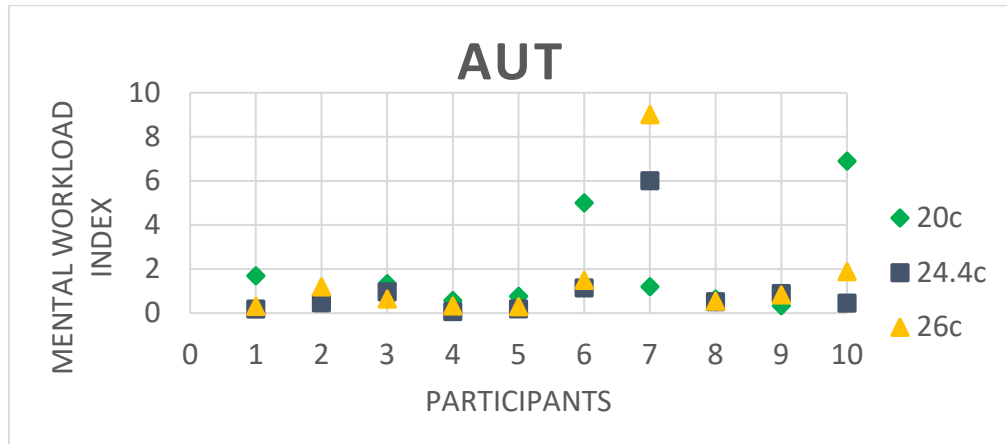 AUT
MENTAL WORKLOAD
INDEX
10
8
6
4
2
0
0 1 2 3 4 5 6 7 8 9 10
PARTICIPANTS
20c
24.4c
26c